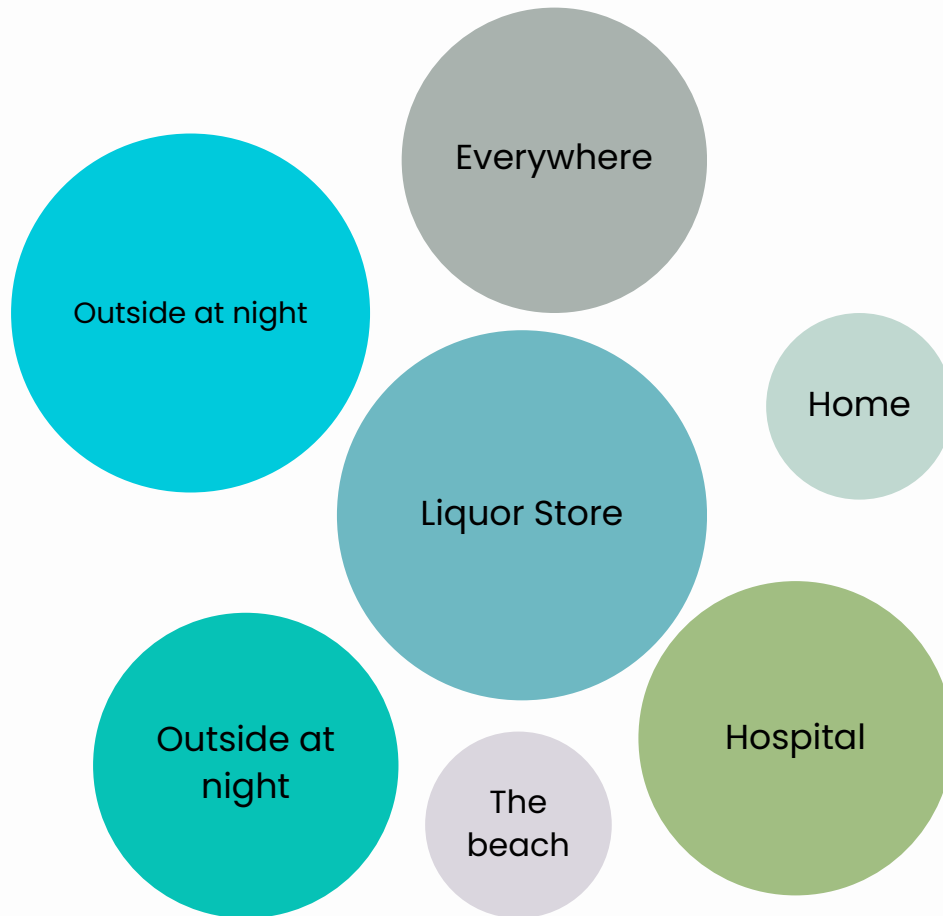 Everywhere
Outside at night
Home
Liquor Store
Outside at
night
Hospital
The
beach